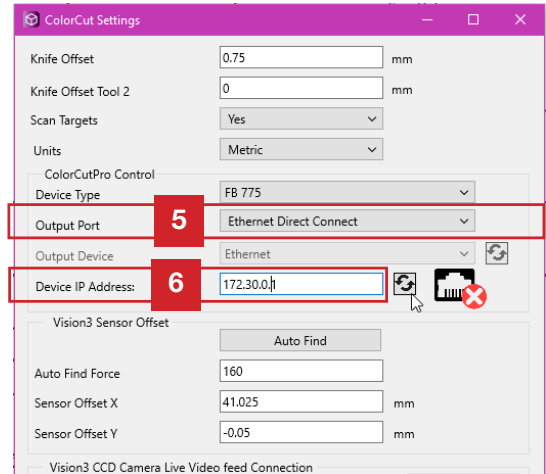 ColorCut Settings
Knife Offset 0.75 mm
Knife Offset Tool 2 0 mm
Scan Targets Yes
Units Metric
ColorCutPro Control
Device Type FB 775
Output Port 5 Ethernet Direct Connect
Output Device Ethernet
Device IP Address: 6 172.30.0.1
Vision3 Sensor Offset
Auto Find
Auto Find Force 160
Sensor Offset X 41.025 mm
Sensor Offset Y -0.05 mm
Vision3 CCD Camera Live Video feed Connection